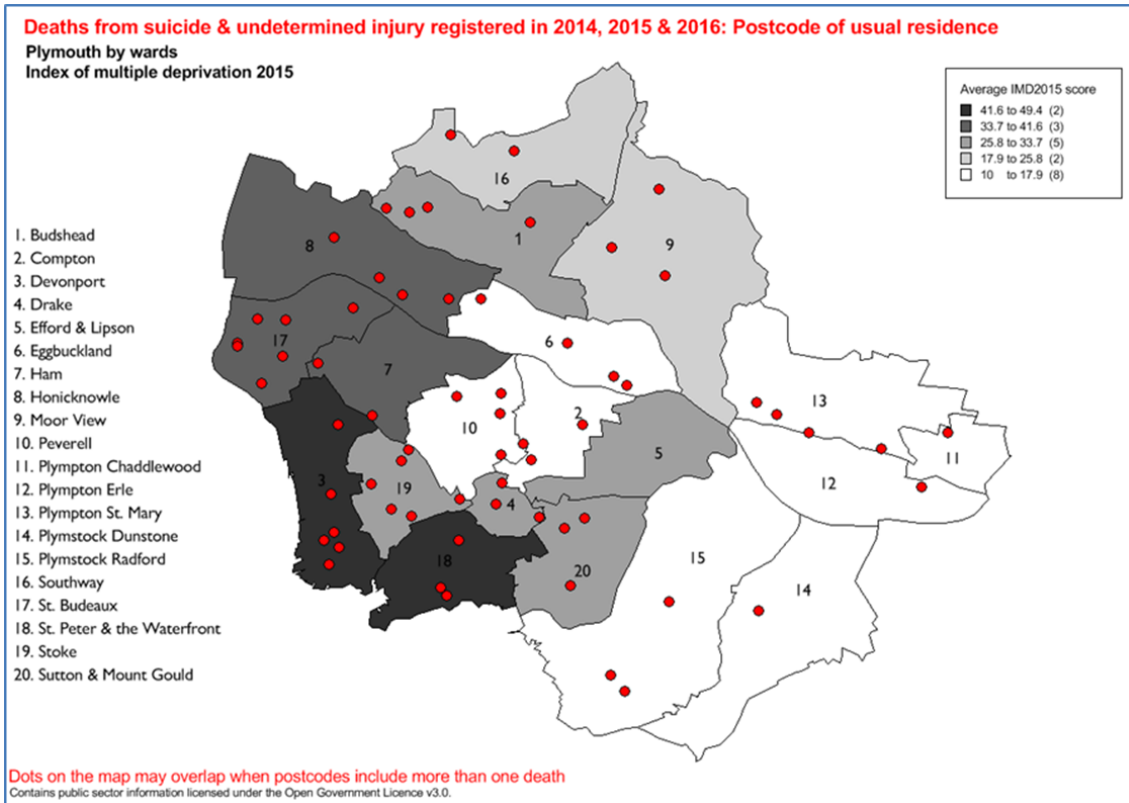 Deaths from suicide & undetermined injury registered in 2014, 2015 & 2016: Postcode of usual residence
Plymouth by wards
Index of multiple deprivation 2015
Average IMD2015 score
41.6 to 49.4 (2)
33.7 to 41.6 (3)
25.8 to 33.7 (5)
17.9 to 25.8 (2)
10 to 17.9 (8)
1. Budshead
2. Compton
3. Devonport
4. Drake
5. Efford & Lipson
6. Eggbuckland
7. Ham
8. Honicknowle
9. Moor View
10. Peverell
11. Plympton Chaddlewood
12. Plympton Erle
13. Plympton St. Mary
14. Plymstock Dunstone
15. Plymstock Radford
16. Southway
17. St. Budeaux
18. St. Peter & the Waterfront
19. Stoke
20. Sutton & Mount Gould
16
1
8
9
17
6
7
13
2
10
11
5
12
3
19
4
18
15
20
14
Dots on the map may overlap when postcodes include more than one death
Contains public sector information licensed under the Open Government Licence v3.0.